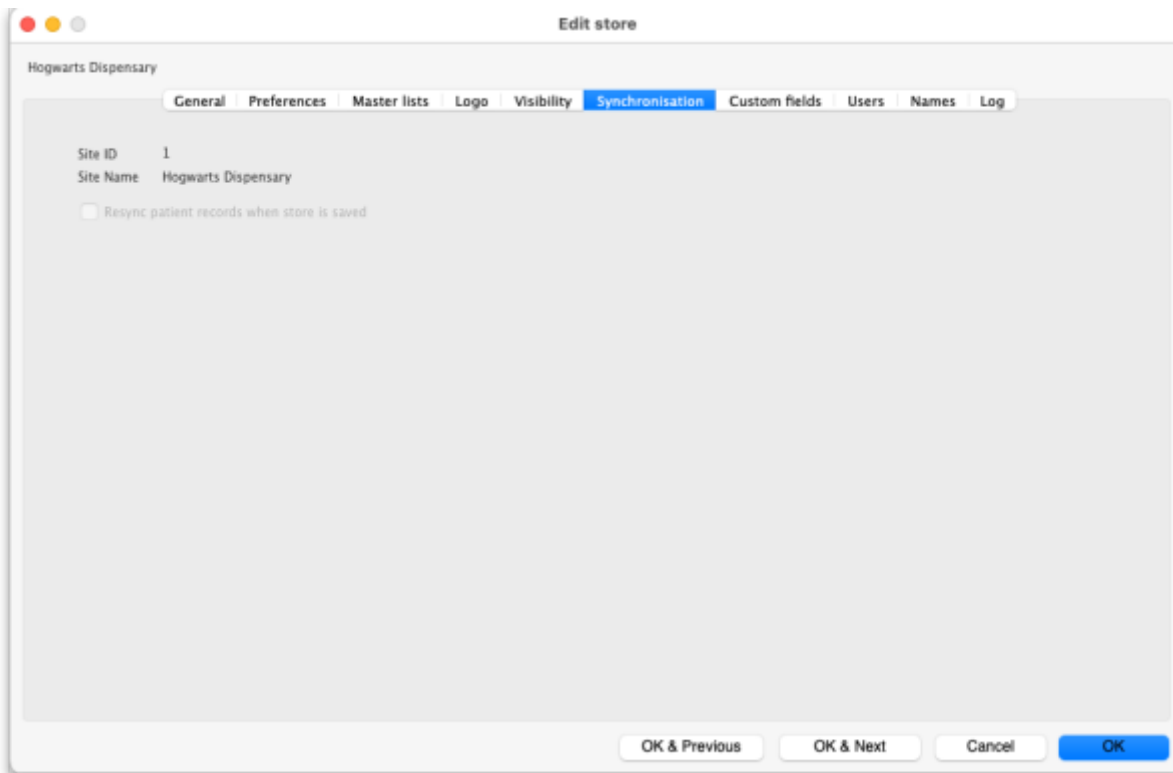 Edit store
Hogwarts Dispensary
General Preferences Master lists Logo Visibility Synchronisation Custom fields Users Names Log
Site ID 1
Site Name Hogwarts Dispensary
Resync patient records when store is saved
OK & Previous OK & Next Cancel OK